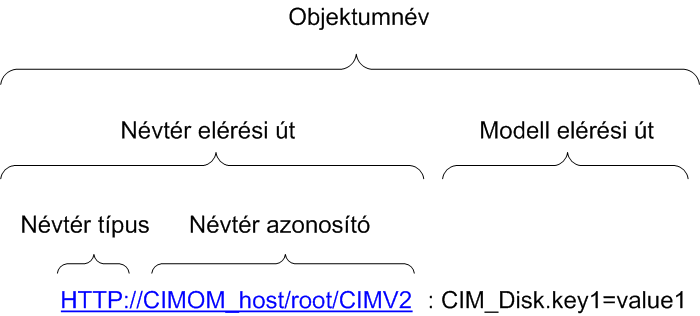 Objektumnév
Névtér elérési út
Modell elérési út
Névtér típus
Névtér azonosító
HTTP://CIMOM_host/root/CIMV2 : CIM_Disk.key1=value1